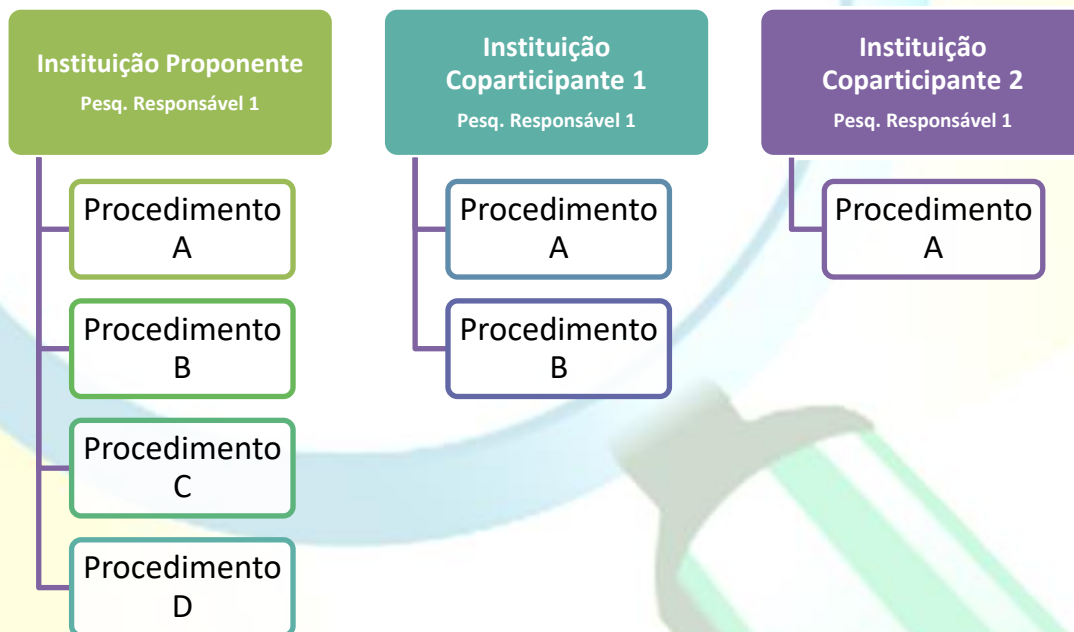 Instituição Proponente
Pesq. Responsável 1
Procedimento
A
Procedimento
B
Procedimento
C
Procedimento
D
Instituição
Coparticipante 1
Pesq. Responsável 1
Procedimento
A
Procedimento
B
Instituição
Coparticipante 2
Pesq. Responsável 1
Procedimento
A